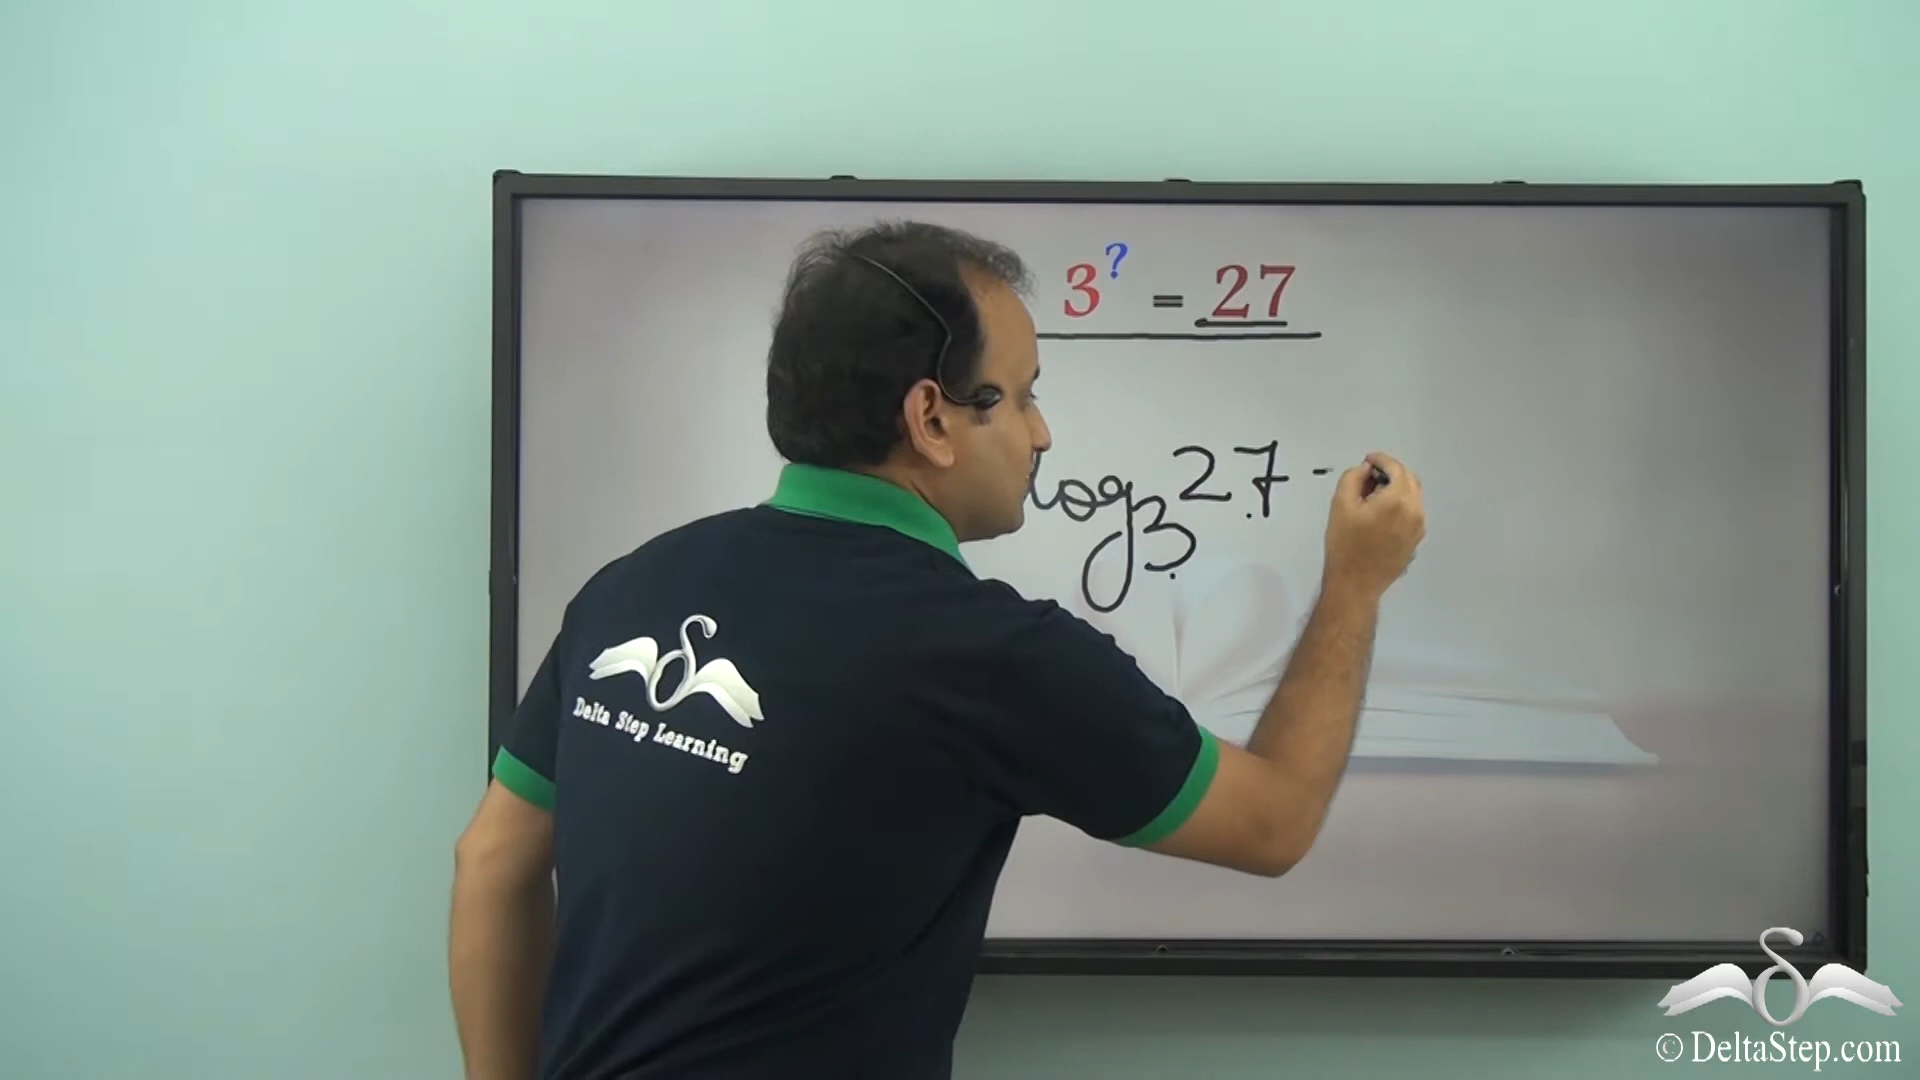 3? = 27
log3 27 -
Delta Step Learning
© DeltaStep.com